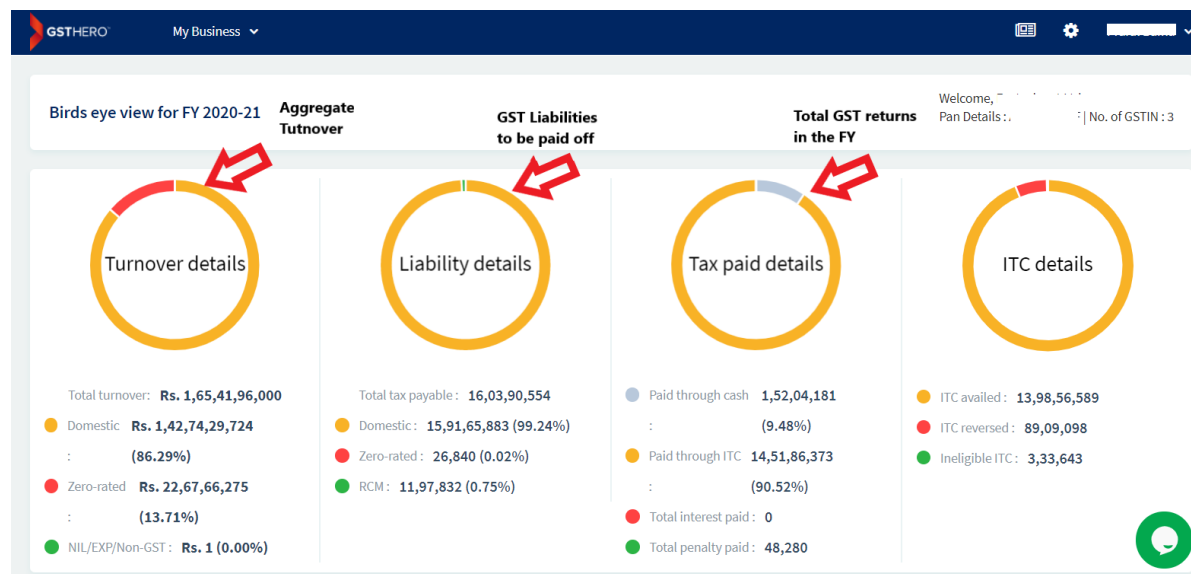 GSTHERO My Business
Birds eye view for FY 2020-21
Aggregate
Tutnover
GST Liabilities
to be paid off
Total GST returns
in the FY
Welcome,
Pan Details : . | No. of GSTIN : 3
Turnover details
Total turnover: Rs. 1,65,41,96,000
Domestic Rs. 1,42,74,29,724
: (86.29%)
Zero-rated Rs. 22,67,66,275
: (13.71%)
NIL/EXP/Non-GST : Rs. 1 (0.00%)
Liability details
Total tax payable : 16,03,90,554
Domestic : 15,91,65,883 (99.24%)
Zero-rated : 26,840 (0.02%)
RCM : 11,97,832 (0.75%)
Tax paid details
Paid through cash 1,52,04,181
: (9.48%)
Paid through ITC 14,51,86,373
: (90.52%)
Total interest paid : 0
Total penalty paid : 48,280
ITC details
ITC availed : 13,98,56,589
ITC reversed : 89,09,098
Ineligible ITC : 3,33,643